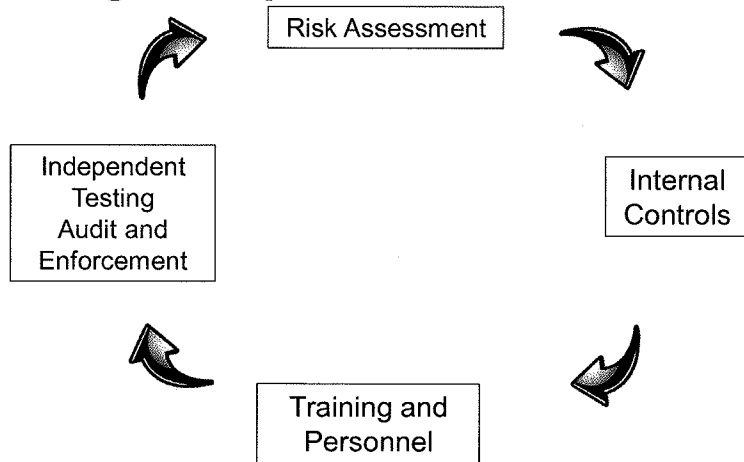 Risk Assessment
Internal
Controls
Training and
Personnel
Independent
Testing
Audit and
Enforcement